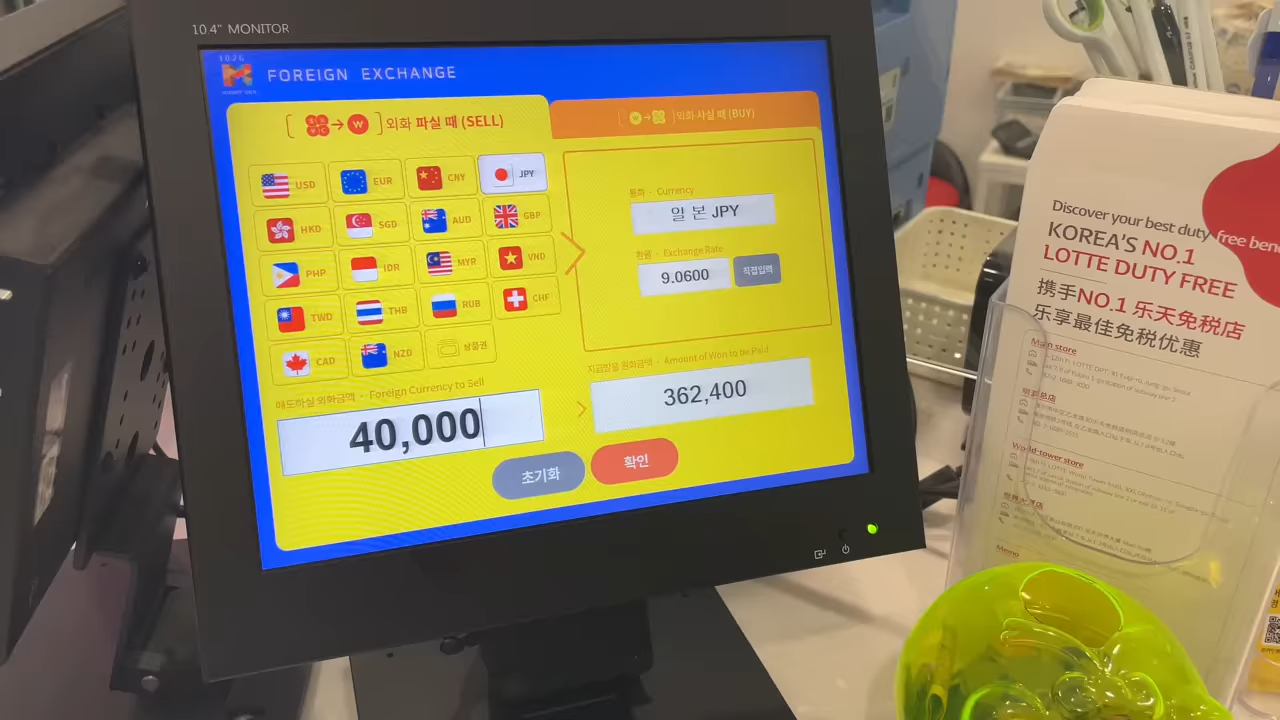 10.4" MONITOR
FOREIGN EXCHANGE
외화 파실 때 (SELL)
외화 사실 때 (BUY)
USD
EUR
CNY
JPY
HKD
SGD
AUD
GBP
PHP
IDR
MYR
VND
TWD
THB
RUB
CHF
CAD
NZD
상품권
통화 - Currency
일 본 JPY
환율 - Exchange Rate
9.0600
직접입력
매도하실 외화금액 - Foreign Currency to Sell
40,000
지급받을 원화금액 - Amount of Won to be Paid
362,400
초기화
확인
Discover your best duty free
KOREA'S NO.1
LOTTE DUTY FREE
携手NO.1 乐天免税店
乐享最佳免税优惠
Main store
World-tower store
Memo